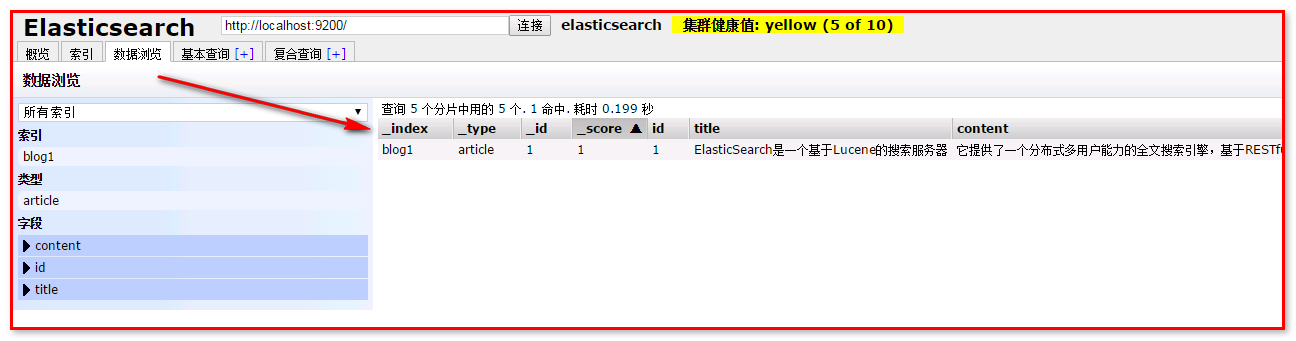 Elasticsearch http://localhost:9200/ 连接 elasticsearch 集群健康值: yellow (5 of 10)
概览 索引 数据浏览 基本查询 [+] 复合查询 [+]
数据浏览
所有索引
索引
blog1
类型
article
字段
content
id
title
查询 5 个分片中用的 5 个. 1 命中. 耗时 0.199 秒
_index _type _id _score id title content
blog1 article 1 1 1 ElasticSearch是一个基于Lucene的搜索服务器 它提供了一个分布式多用户能力的全文搜索引擎，基于RESTfu